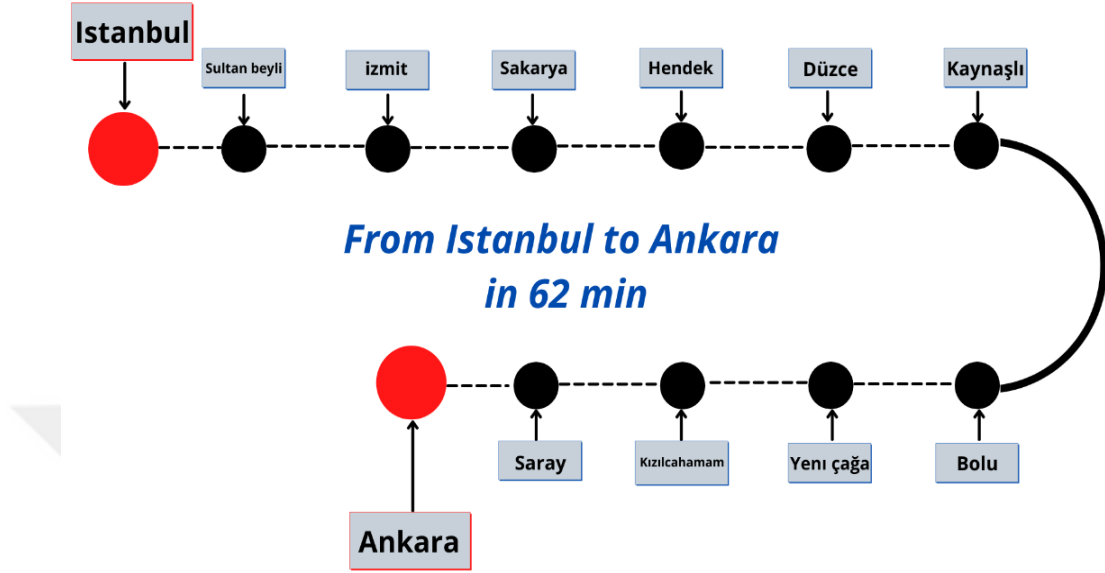 Istanbul
Sultan beyli
izmit
Sakarya
Hendek
Düzce
Kaynaşlı
From Istanbul to Ankara
in 62 min
Saray
Kızılcahamam
Yenı çağa
Bolu
Ankara